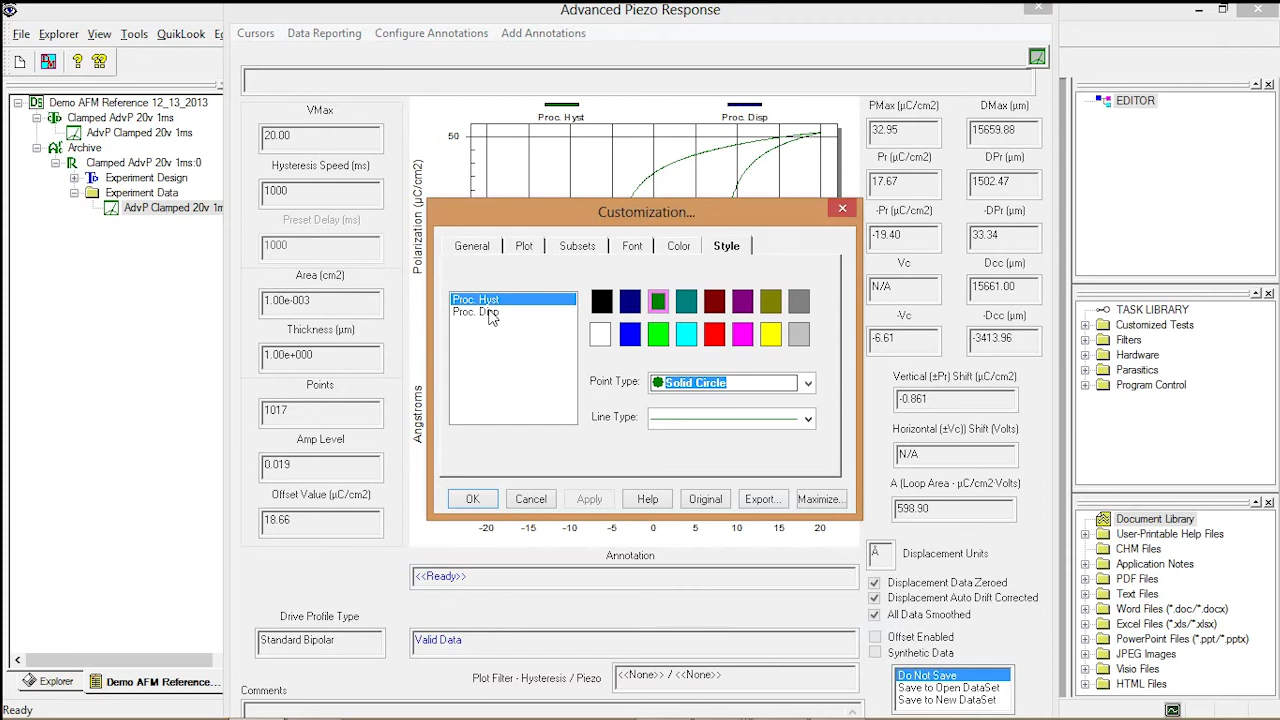 Advanced Piezo Response
File Explorer View Tools QuikLook
Cursors Data Reporting Configure Annotations Add Annotations
Demo AFM Reference 12_13_2013
Clamped AdvP 20v 1ms
AdvP Clamped 20v 1ms
Archive
Clamped AdvP 20v 1ms:0
Experiment Design
Experiment Data
AdvP Clamped 20v 1m
Explorer
Demo AFM Reference...
Ready
VMax
20.00
Hysteresis Speed (ms)
1000
Preset Delay (ms)
1000
Area (cm2)
1.00e-003
Thickness (µm)
1.00e+000
Points
1017
Amp Level
0.019
Offset Value (µC/cm2)
18.66
Drive Profile Type
Standard Bipolar
Comments
Proc. Hyst
Proc. Disp
50
Polarization (µC/cm2)
Angstroms
-20 -15 -10 -5 0 5 10 15 20
Annotation
<<Ready>>
Valid Data
Plot Filter - Hysteresis / Piezo
<<None>> / <<None>>
Customization...
General Plot Subsets Font Color Style
Proc. Hyst
Point Type:
Solid Circle
Line Type:
OK Cancel Apply Help Original Export... Maximize...
PMax (µC/cm2)
32.95
Pr (µC/cm2)
17.67
-Pr (µC/cm2)
-19.40
Vc
N/A
-Vc
-6.61
DMax (µm)
15659.88
DPr (µm)
1502.47
-DPr (µm)
33.34
Dcc (µm)
15661.00
-Dcc (µm)
-3413.96
Vertical (±Pr) Shift (µC/cm2)
-0.861
Horizontal (±Vc)) Shift (Volts)
N/A
A (Loop Area - µC/cm2-Volts)
598.90
Å
Displacement Units
Displacement Data Zeroed
Displacement Auto Drift Corrected
All Data Smoothed
Offset Enabled
Synthetic Data
Do Not Save
Save to Open DataSet
Save to New DataSet
EDITOR
TASK LIBRARY
Customized Tests
Filters
Hardware
Parasitics
Program Control
Document Library
User-Printable Help Files
CHM Files
Application Notes
PDF Files
Text Files
Word Files (*.doc/*.docx)
Excel Files (*.xls/*.xlsx)
PowerPoint Files (*.ppt/*.pptx)
JPEG Images
Visio Files
HTML Files